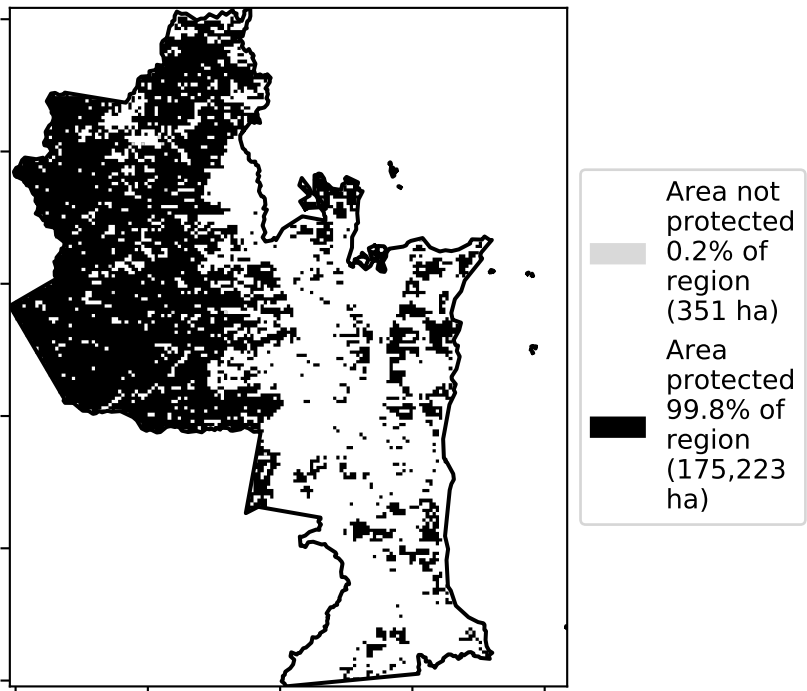 Area not
protected
0.2% of
region
(351 ha)
Area
protected
99.8% of
region
(175,223
ha)